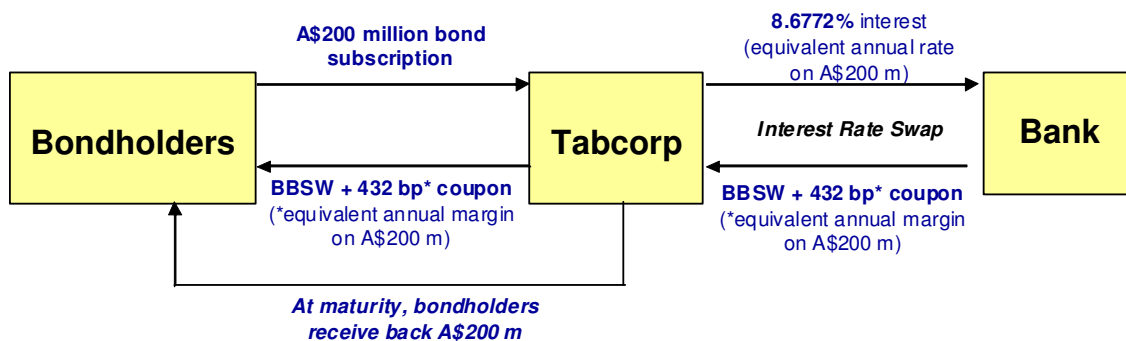 A$200 million bond
subscription
8.6772% interest
(equivalent annual rate
on A$200 m)
Bondholders
Tabcorp
Interest Rate Swap
Bank
BBSW + 432 bp* coupon
(*equivalent annual margin
on A$200 m)
BBSW + 432 bp* coupon
(*equivalent annual margin
on A$200 m)
At maturity, bondholders
receive back A$200 m